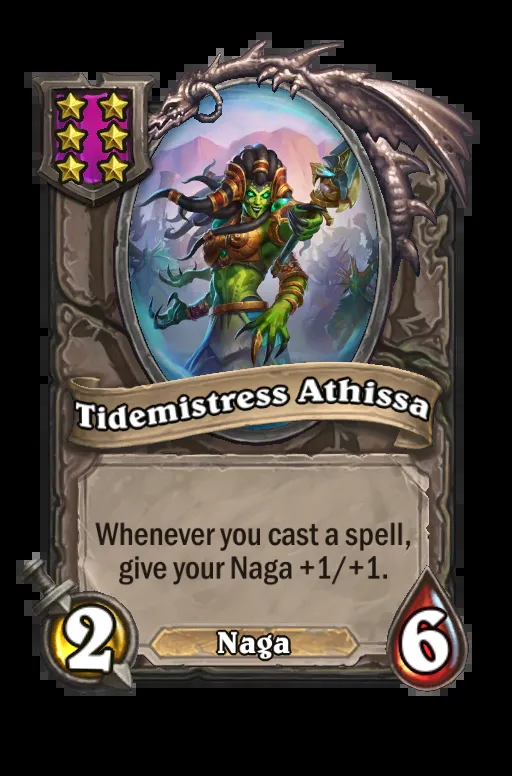 Tidemistress Athissa
Whenever you cast a spell,
give your Naga +1/+1.
2
Naga
6